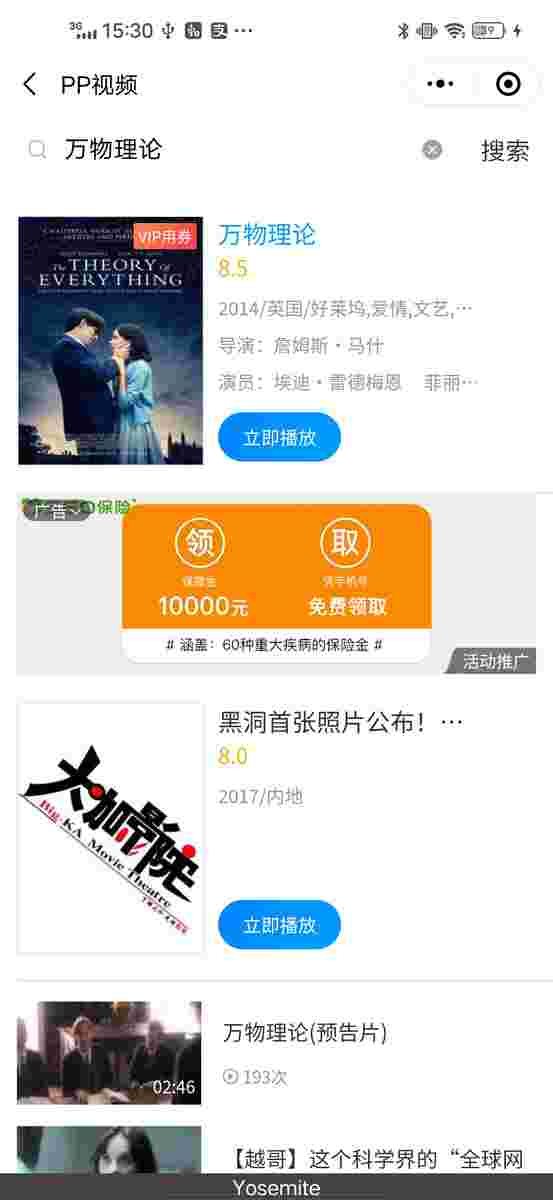 3G 15:30
PP视频
万物理论 搜索
VIP用券
The THEORY Of EVERYTHING
万物理论
8.5
2014/英国/好莱坞,爱情,文艺,…
导演：詹姆斯·马什
演员：埃迪·雷德梅恩 菲丽…
立即播放
广告
保险
领 取
保险金 凭手机号
10000元 免费领取
# 涵盖：60种重大疾病的保险金 #
活动推广
黑洞首张照片公布！…
8.0
2017/内地
大咖影院
Big-KA Movie Theatre
立即播放
万物理论(预告片)
02:46
193次
【越哥】这个科学界的“全球网
Yosemite